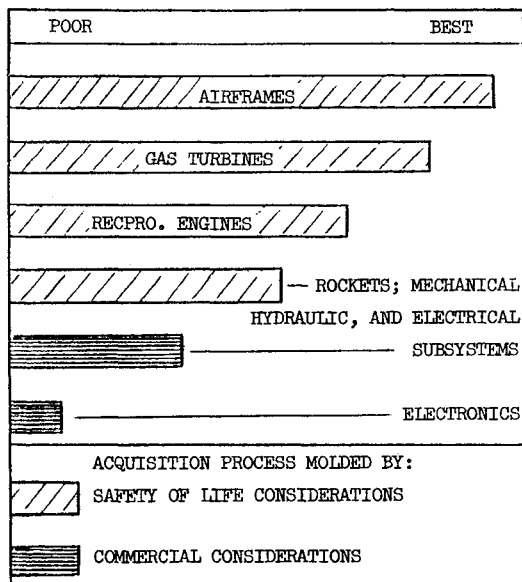 POOR BEST
AIRFRAMES
GAS TURBINES
RECPRO. ENGINES
ROCKETS; MECHANICAL
HYDRAULIC, AND ELECTRICAL
SUBSYSTEMS
ELECTRONICS
ACQUISITION PROCESS MOLDED BY:
SAFETY OF LIFE CONSIDERATIONS
COMMERCIAL CONSIDERATIONS